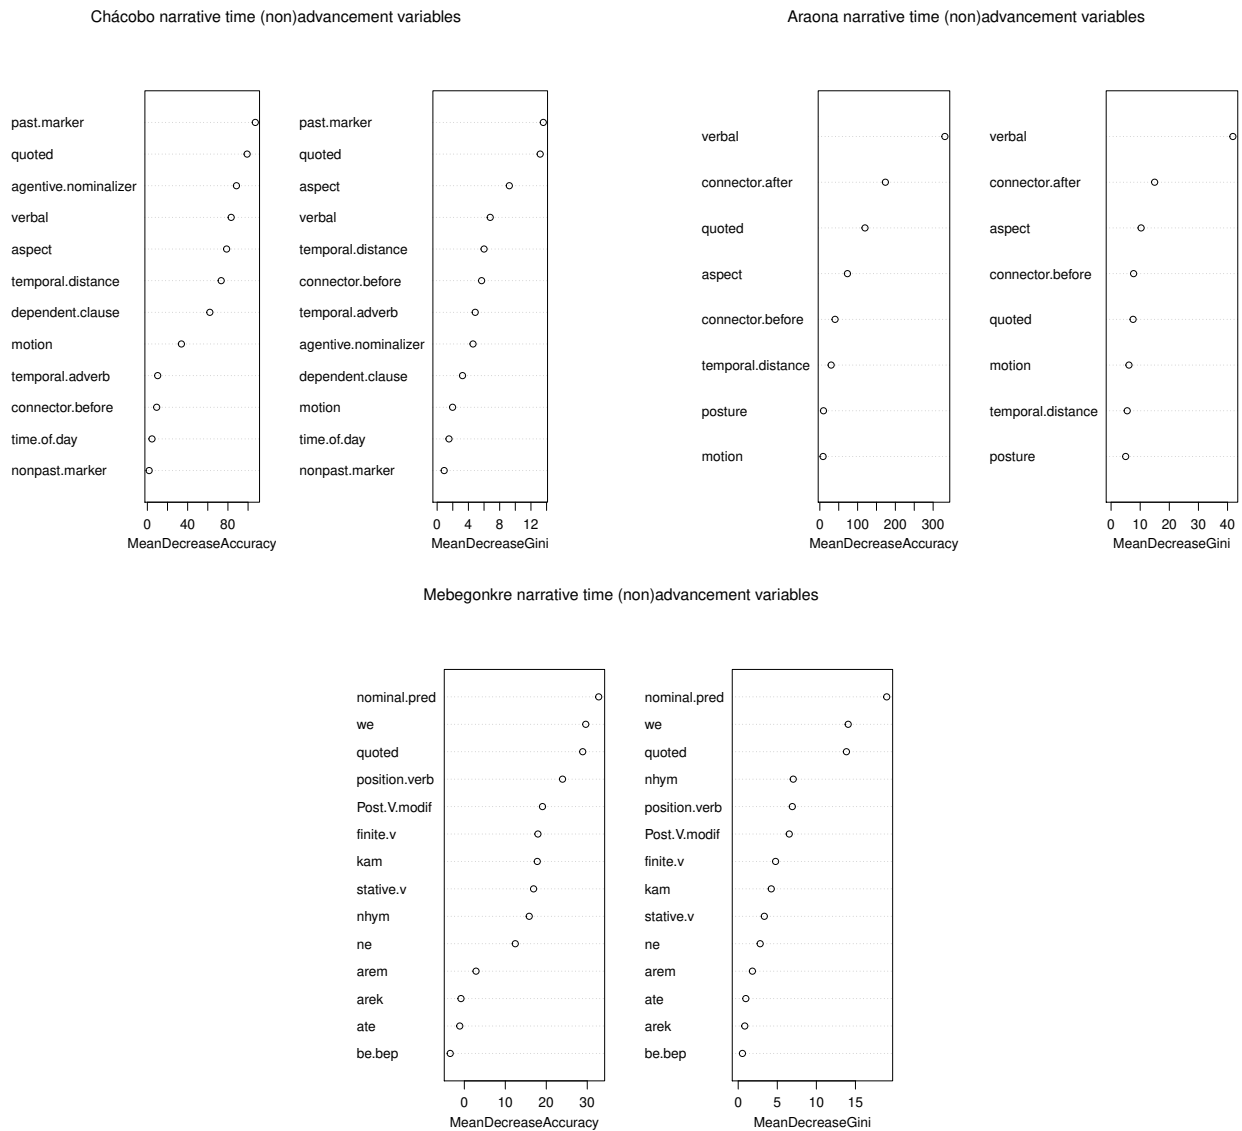 Chácobo narrative time (non)advancement variables
past.marker
quoted
agentive.nominalizer
verbal
aspect
temporal.distance
dependent.clause
motion
temporal.adverb
connector.before
time.of.day
nonpast.marker
0 40 80
MeanDecreaseAccuracy
past.marker
quoted
aspect
verbal
temporal.distance
connector.before
temporal.adverb
agentive.nominalizer
dependent.clause
motion
time.of.day
nonpast.marker
0 4 8 12
MeanDecreaseGini
Araona narrative time (non)advancement variables
verbal
connector.after
quoted
aspect
connector.before
temporal.distance
posture
motion
0 100 200 300
MeanDecreaseAccuracy
verbal
connector.after
aspect
connector.before
quoted
motion
temporal.distance
posture
0 10 20 30 40
MeanDecreaseGini
Mebegonkre narrative time (non)advancement variables
nominal.pred
we
quoted
position.verb
Post.V.modif
finite.v
kam
stative.v
nhym
ne
arem
arek
ate
be.bep
0 10 20 30
MeanDecreaseAccuracy
nominal.pred
we
quoted
nhym
position.verb
Post.V.modif
finite.v
kam
stative.v
ne
arem
ate
arek
be.bep
0 5 10 15
MeanDecreaseGini